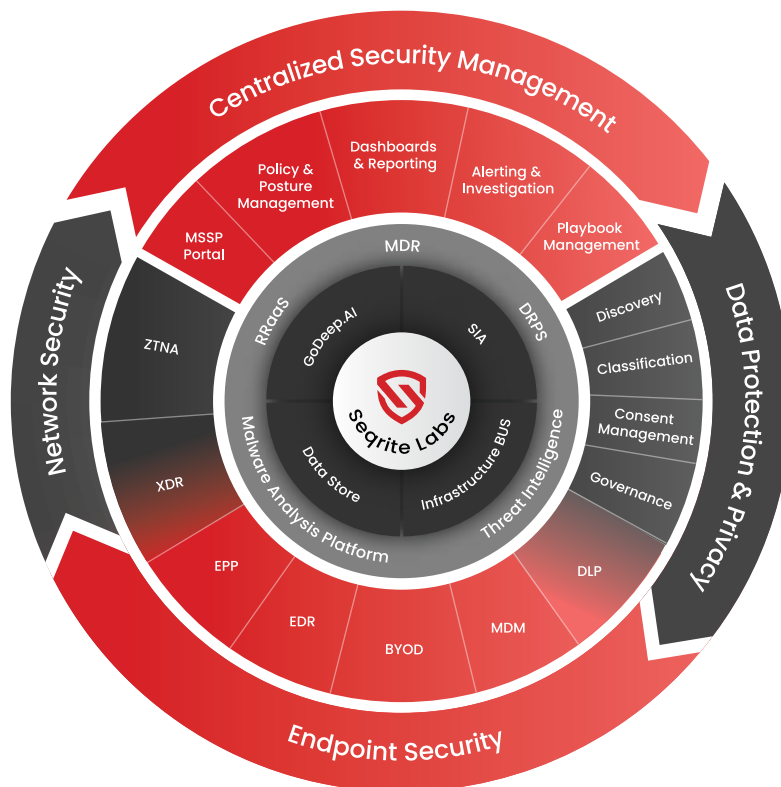 Centralized Security Management
Dashboards
& Reporting
Policy &
Posture
Management
Alerting &
Investigation
MSSP
Portal
Playbook
Management
MDR
RRaaS
DRPS
Network Security
Data Protection & Privacy
ZTNA
GoDeep.AI
SIA
Discovery
Classification
Seqrite Labs
Consent
Management
XDR
Data Store
Infrastructure BUS
Governance
Malware Analysis Platform
Threat Intelligence
EPP
DLP
EDR
BYOD
MDM
Endpoint Security